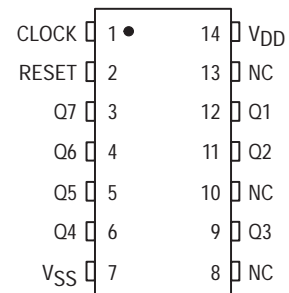 CLOCK 1 14 VDD
RESET 2 13 NC
Q7 3 12 Q1
Q6 4 11 Q2
Q5 5 10 NC
Q4 6 9 Q3
VSS 7 8 NC